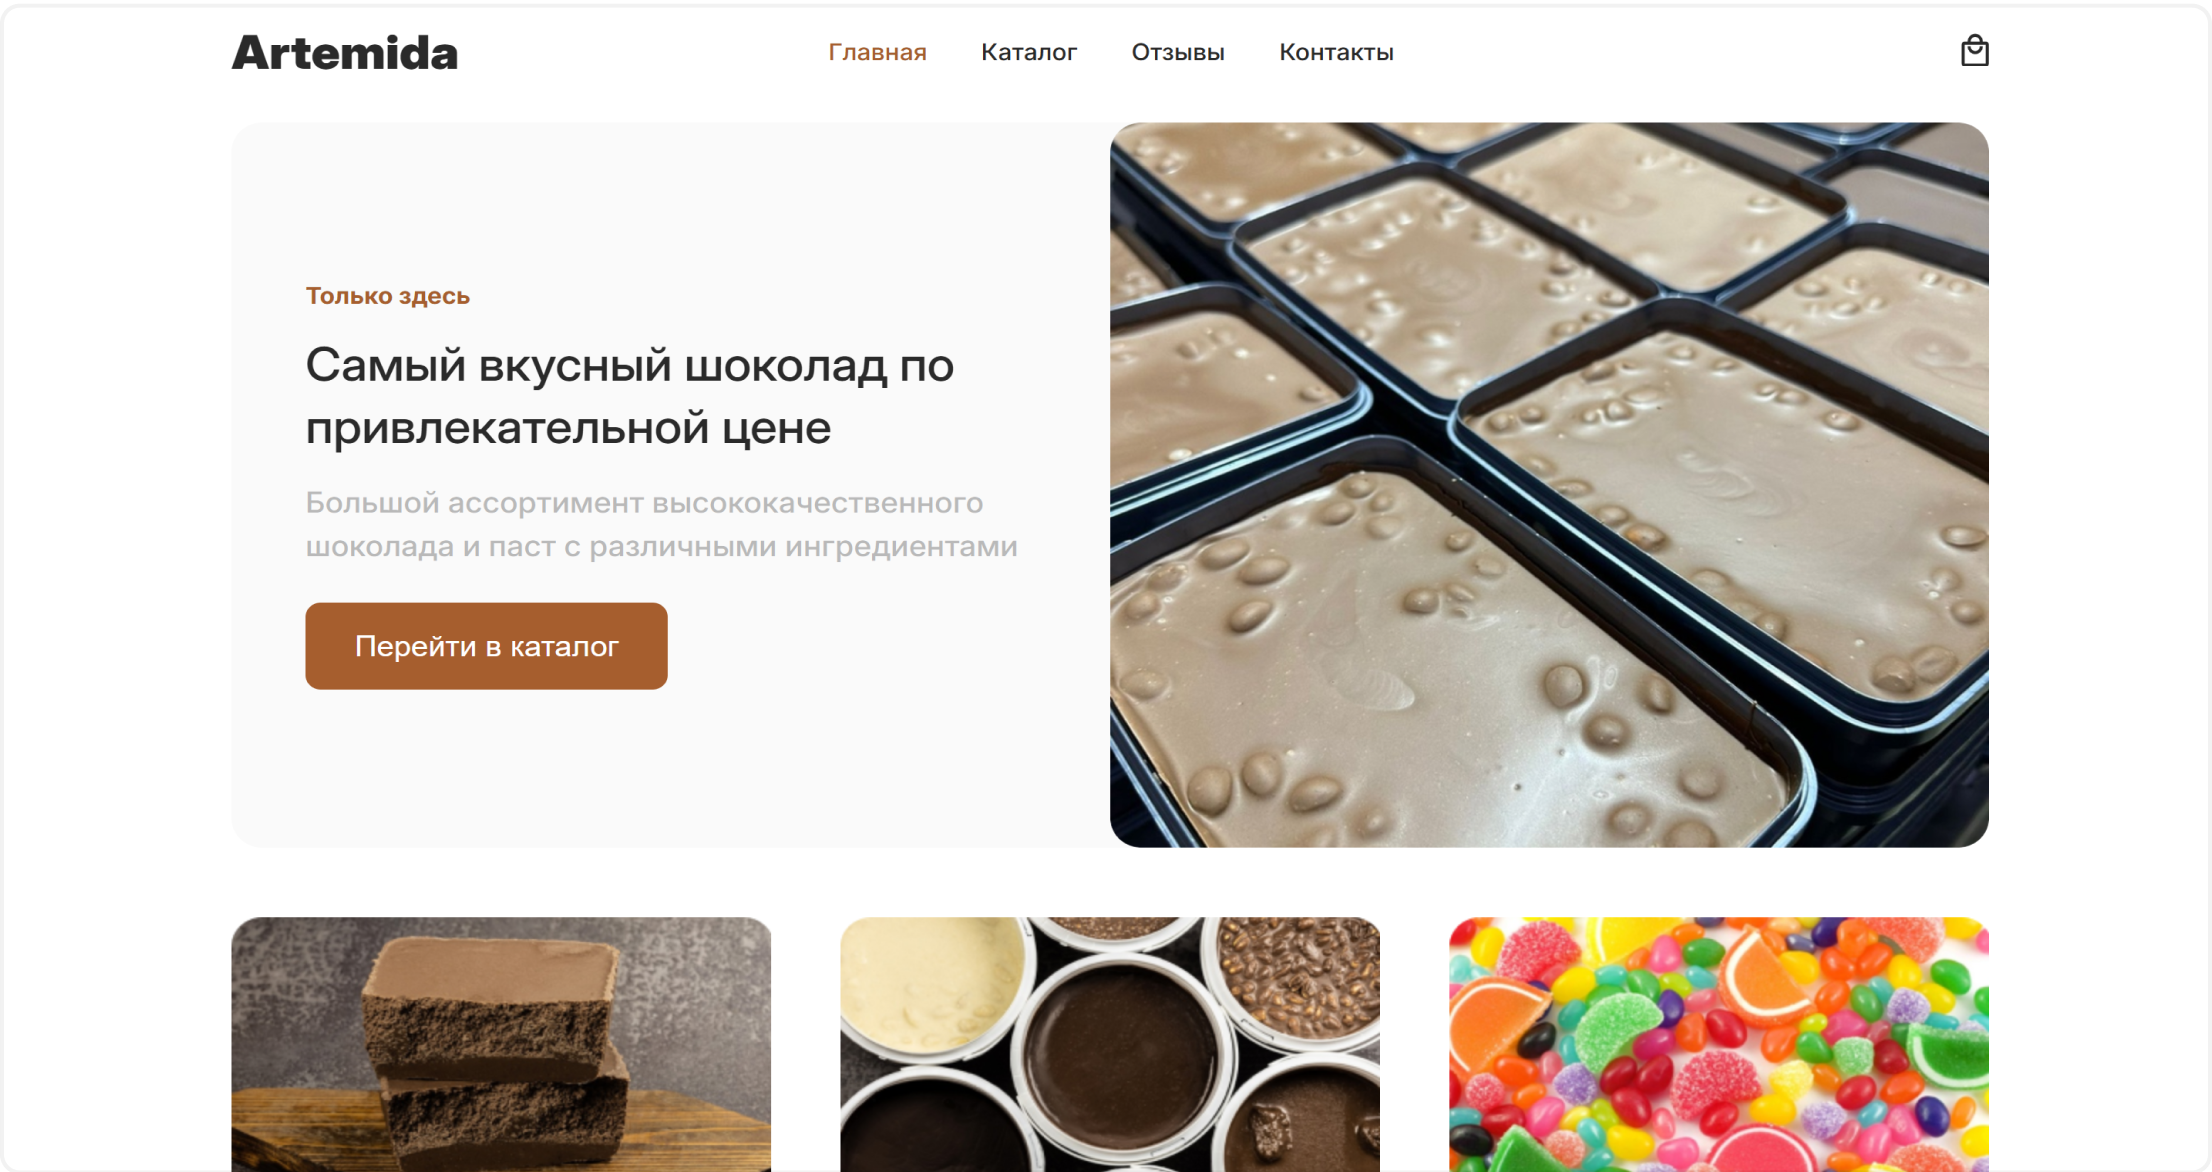 Artemida
Главная
Каталог
Отзывы
Контакты
Только здесь
Самый вкусный шоколад по
привлекательной цене
Большой ассортимент высококачественного
шоколада и паст с различными ингредиентами
Перейти в каталог